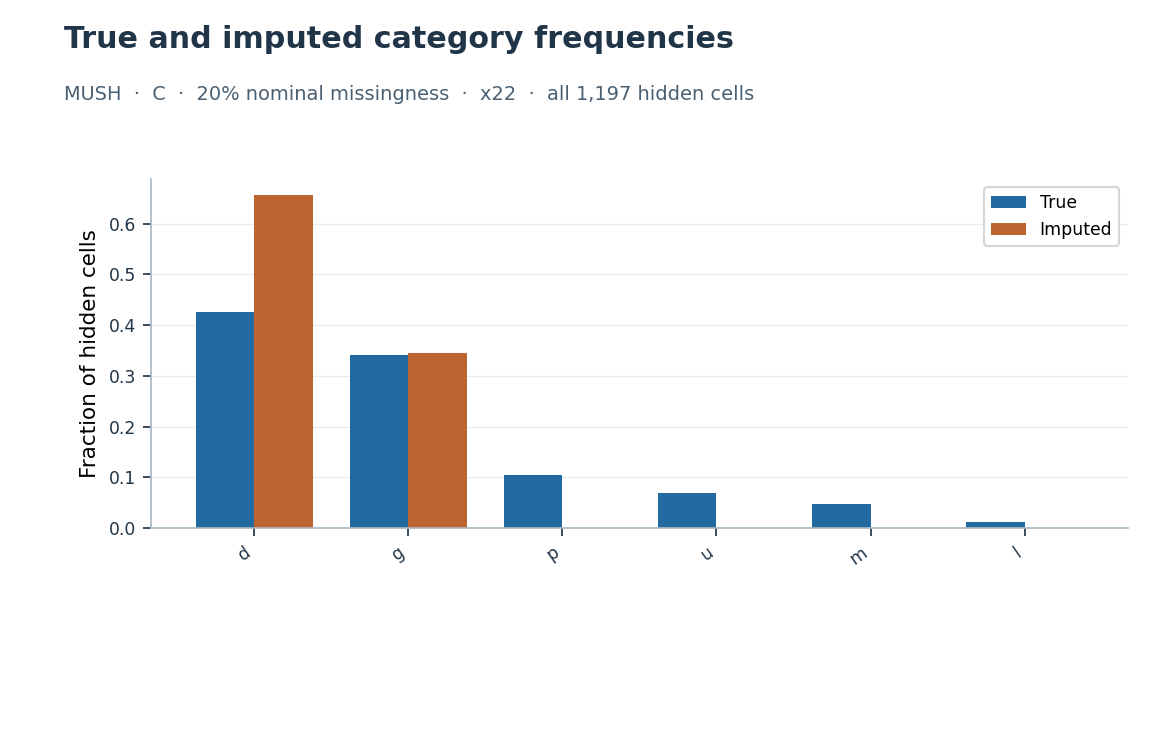 True and imputed category frequencies
MUSH · C · 20% nominal missingness · x22 · all 1,197 hidden cells
True
Imputed
Fraction of hidden cells
0.6
0.5
0.4
0.3
0.2
0.1
0.0
d
g
p
u
m
l